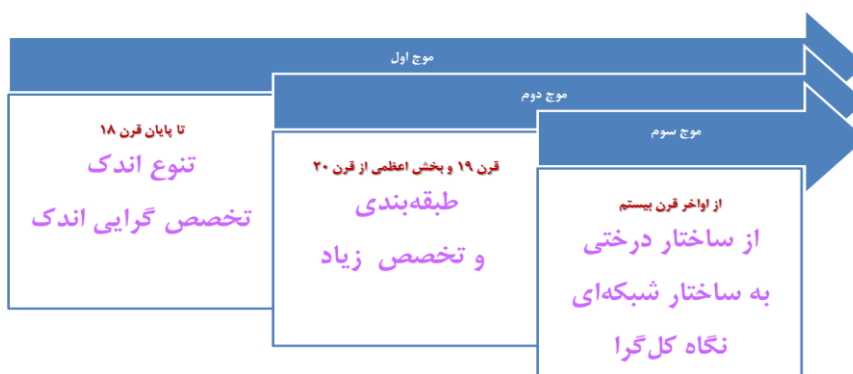 موج اول
تا پایان قرن ۱۸
تنوع اندک
تخصص گرایی اندک
موج دوم
قرن ۱۹ و بخش اعظمی از قرن ۲۰
طبقه‌بندی
و تخصص زیاد
موج سوم
از اواخر قرن بیستم
از ساختار درختی
به ساختار شبکه‌ای
نگاه کل‌گرا